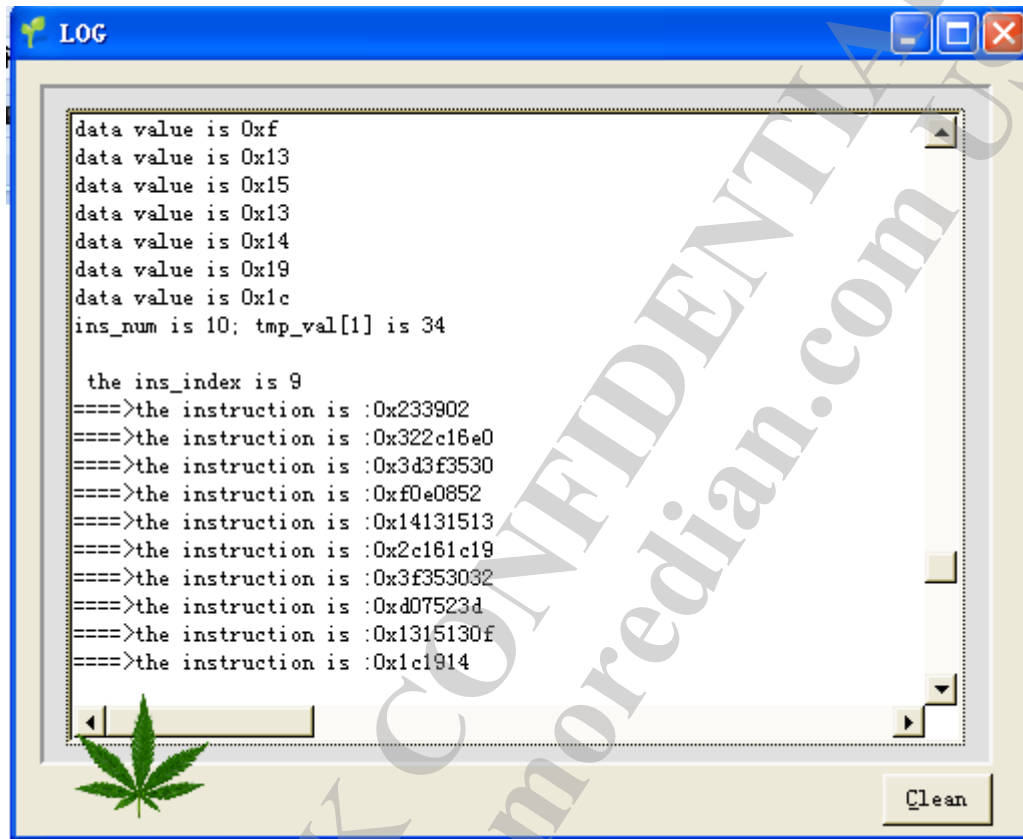 LOG
data value is 0xf
data value is 0x13
data value is 0x15
data value is 0x13
data value is 0x14
data value is 0x19
data value is 0x1c
ins_num is 10; tmp_val[1] is 34
the ins_index is 9
====>the instruction is :0x233902
====>the instruction is :0x322c16e0
====>the instruction is :0x3d3f3530
====>the instruction is :0xf0e0852
====>the instruction is :0x14131513
====>the instruction is :0x2c161c19
====>the instruction is :0x3f353032
====>the instruction is :0xd07523d
====>the instruction is :0x1315130f
====>the instruction is :0x1c1914
Clean
K CONFIDENTIA
moredian.com US